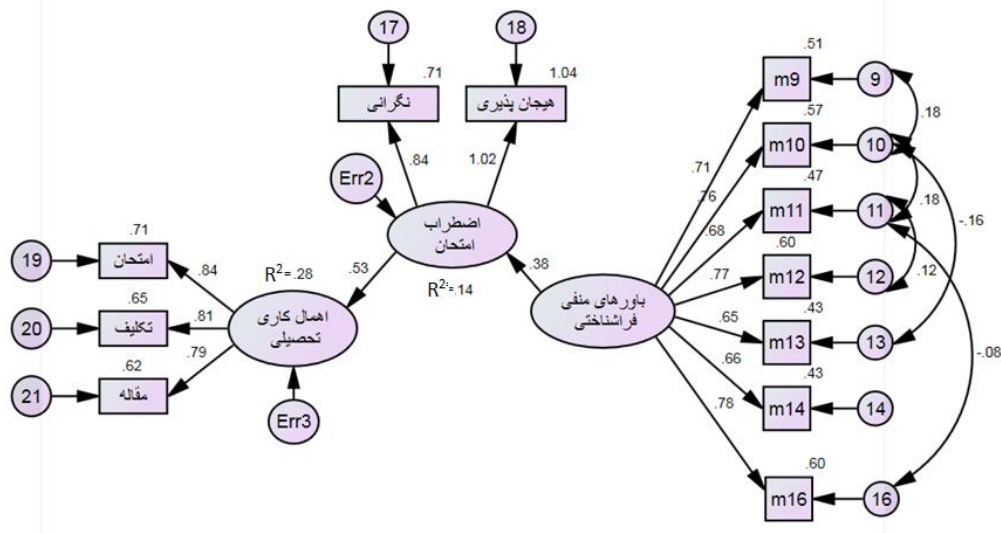 17
18
.71
1.04
نگرانی
هیجان پذیری
.84
1.02
Err2
اضطراب
امتحان
R²=.14
.53
.38
19
.71
امتحان
.84
R²=.28
20
.65
تکلیف
.81
اهمال کاری
تحصیلی
21
.62
مقاله
.79
Err3
باورهای منفی
فراشناختی
.51
m9
9
.71
.18
.57
m10
10
.76
.47
m11
11
.68
.18
-.16
.60
m12
12
.77
.12
.43
m13
13
.65
-.08
.43
m14
14
.66
.78
.60
m16
16